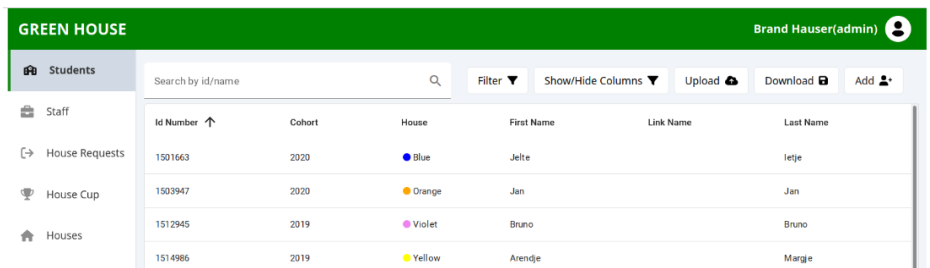 GREEN HOUSE
Brand Hauser(admin)
Students
Staff
House Requests
House Cup
Houses
Search by id/name
Filter
Show/Hide Columns
Upload
Download
Add
Id Number Cohort House First Name Link Name Last Name
1501663 2020 Blue Jelte Ietje
1503947 2020 Orange Jan Jan
1512945 2019 Violet Bruno Bruno
1514986 2019 Yellow Arendje Margje